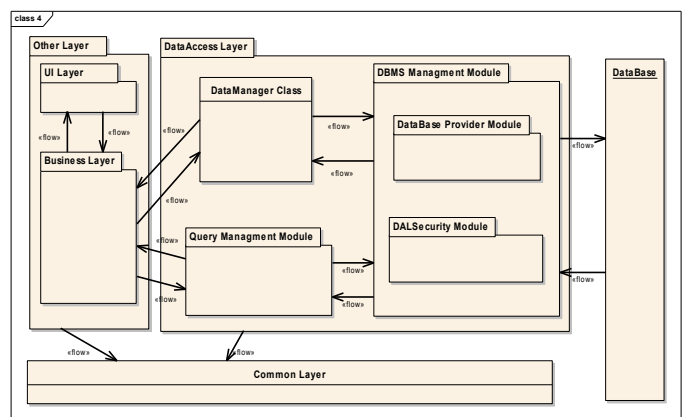 class 4
Other Layer
DataAccess Layer
UI Layer
DataManager Class
DBMS Managment Module
DataBase
DataBase Provider Module
«flow»
«flow»
«flow»
«flow»
«flow»
Business Layer
«flow»
«flow»
DALSecurity Module
Query Managment Module
«flow»
«flow»
«flow»
«flow»
«flow»
«flow»
«flow»
«flow»
Common Layer